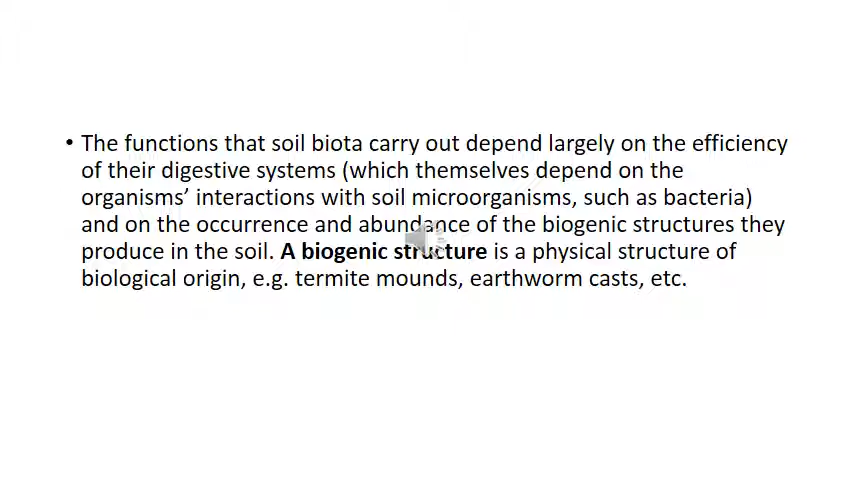 • The functions that soil biota carry out depend largely on the efficiency
of their digestive systems (which themselves depend on the
organisms’ interactions with soil microorganisms, such as bacteria)
and on the occurrence and abundance of the biogenic structures they
produce in the soil. A biogenic structure is a physical structure of
biological origin, e.g. termite mounds, earthworm casts, etc.